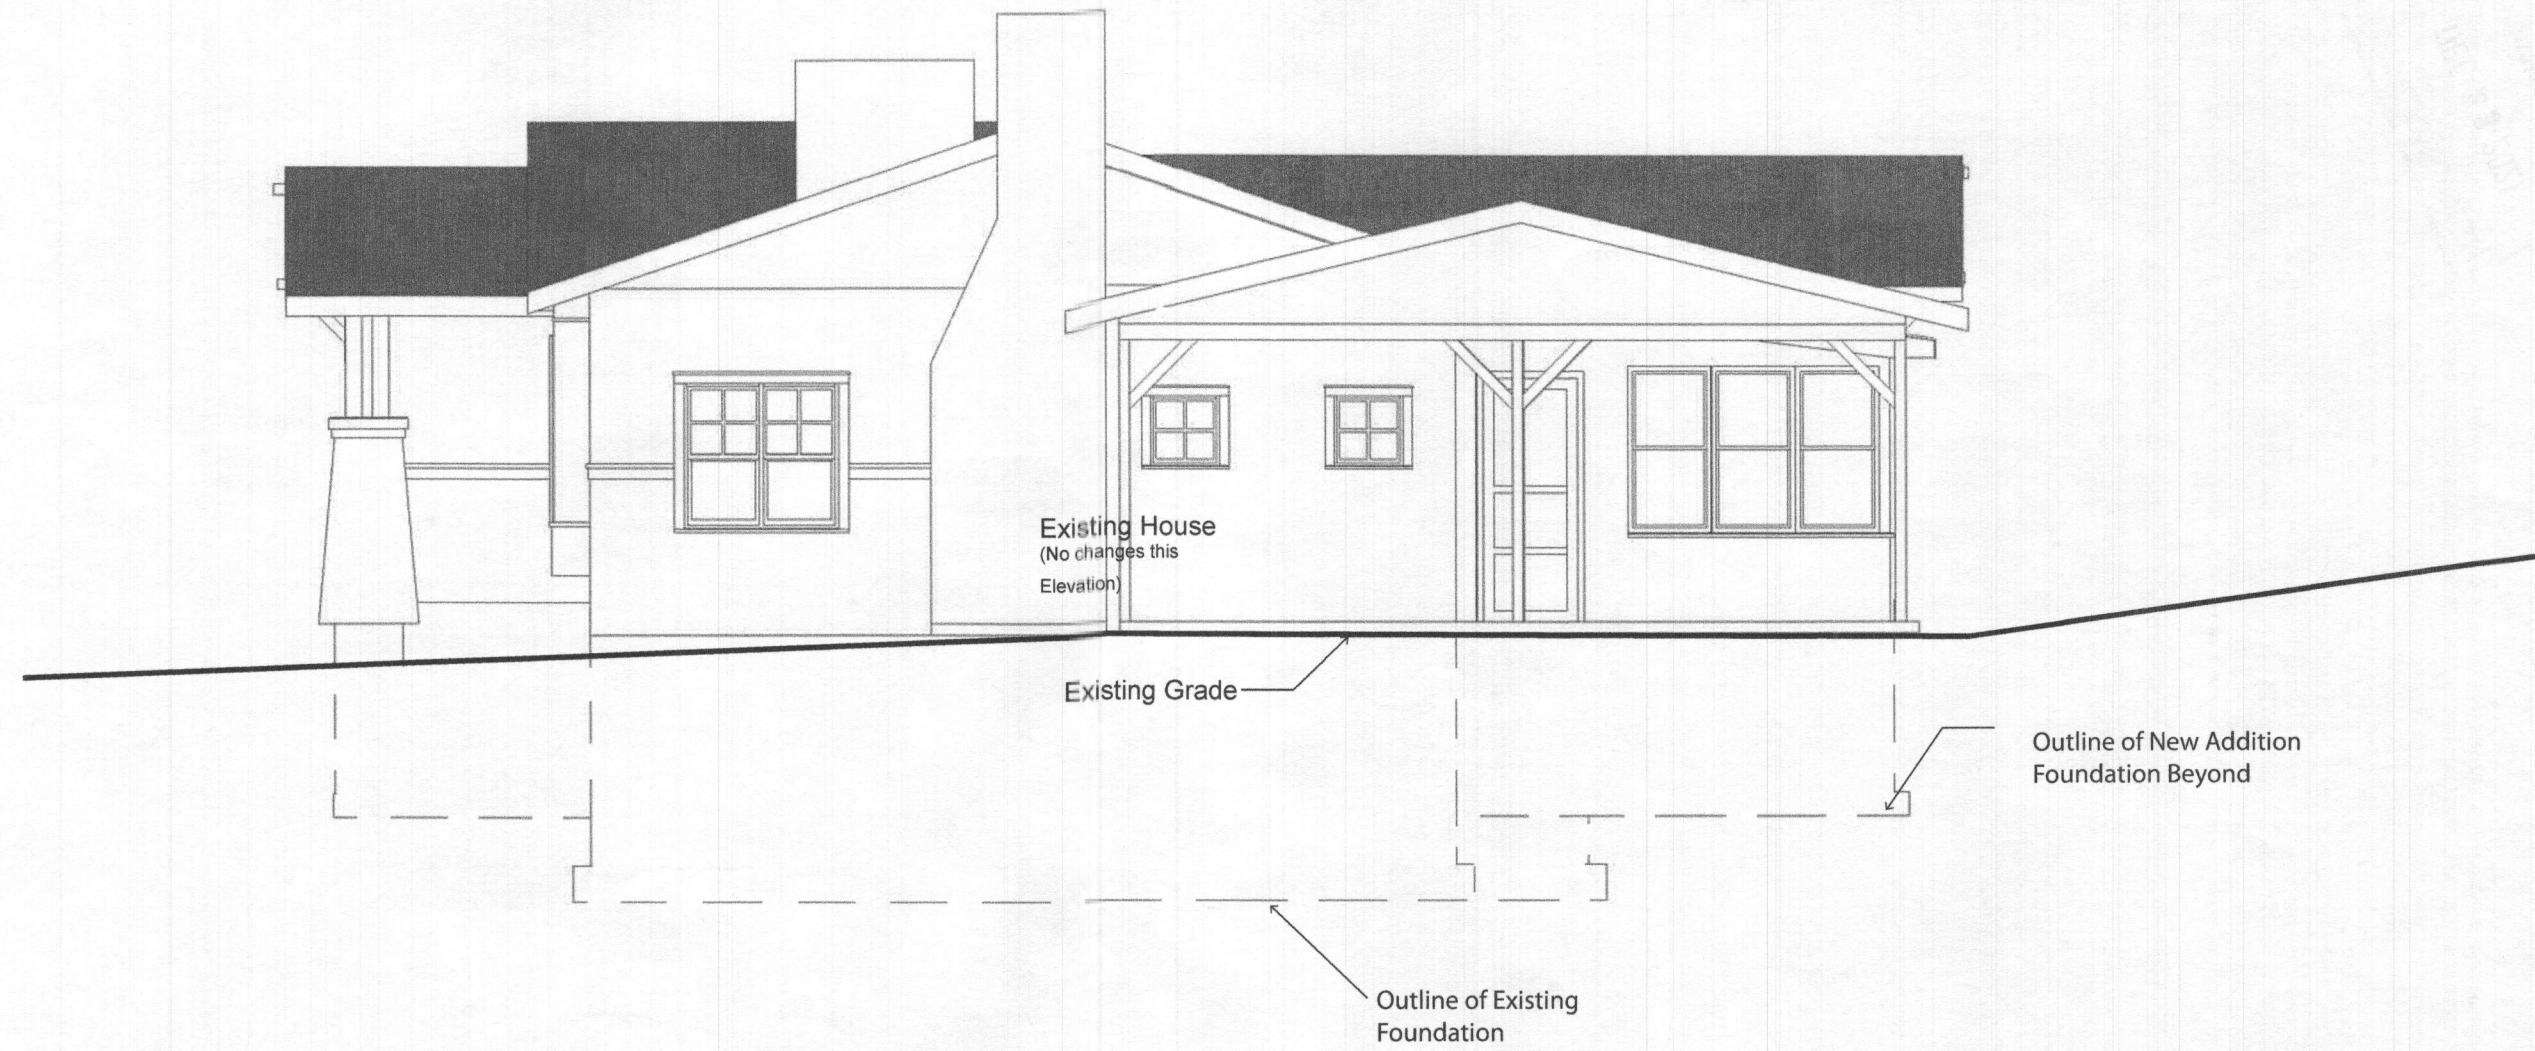 Existing House
(No changes this
Elevation)
Existing Grade
Outline of New Addition
Foundation Beyond
Outline of Existing
Foundation